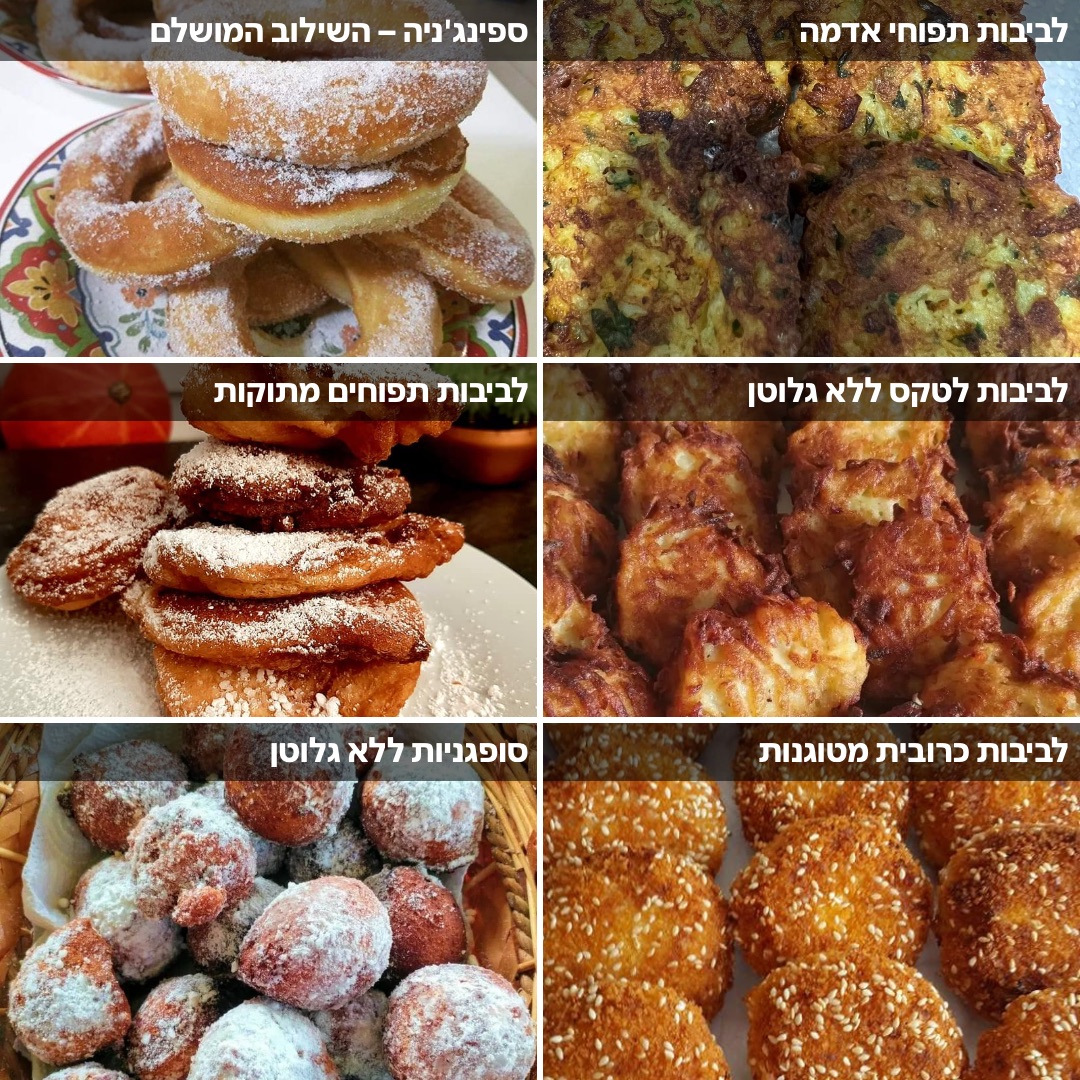 לביבות תפוחי אדמה
ספינג'ניה – השילוב המושלם
לביבות לטקס ללא גלוטן
לביבות תפוחים מתוקות
לביבות כרובית מטוגנות
סופגניות ללא גלוטן